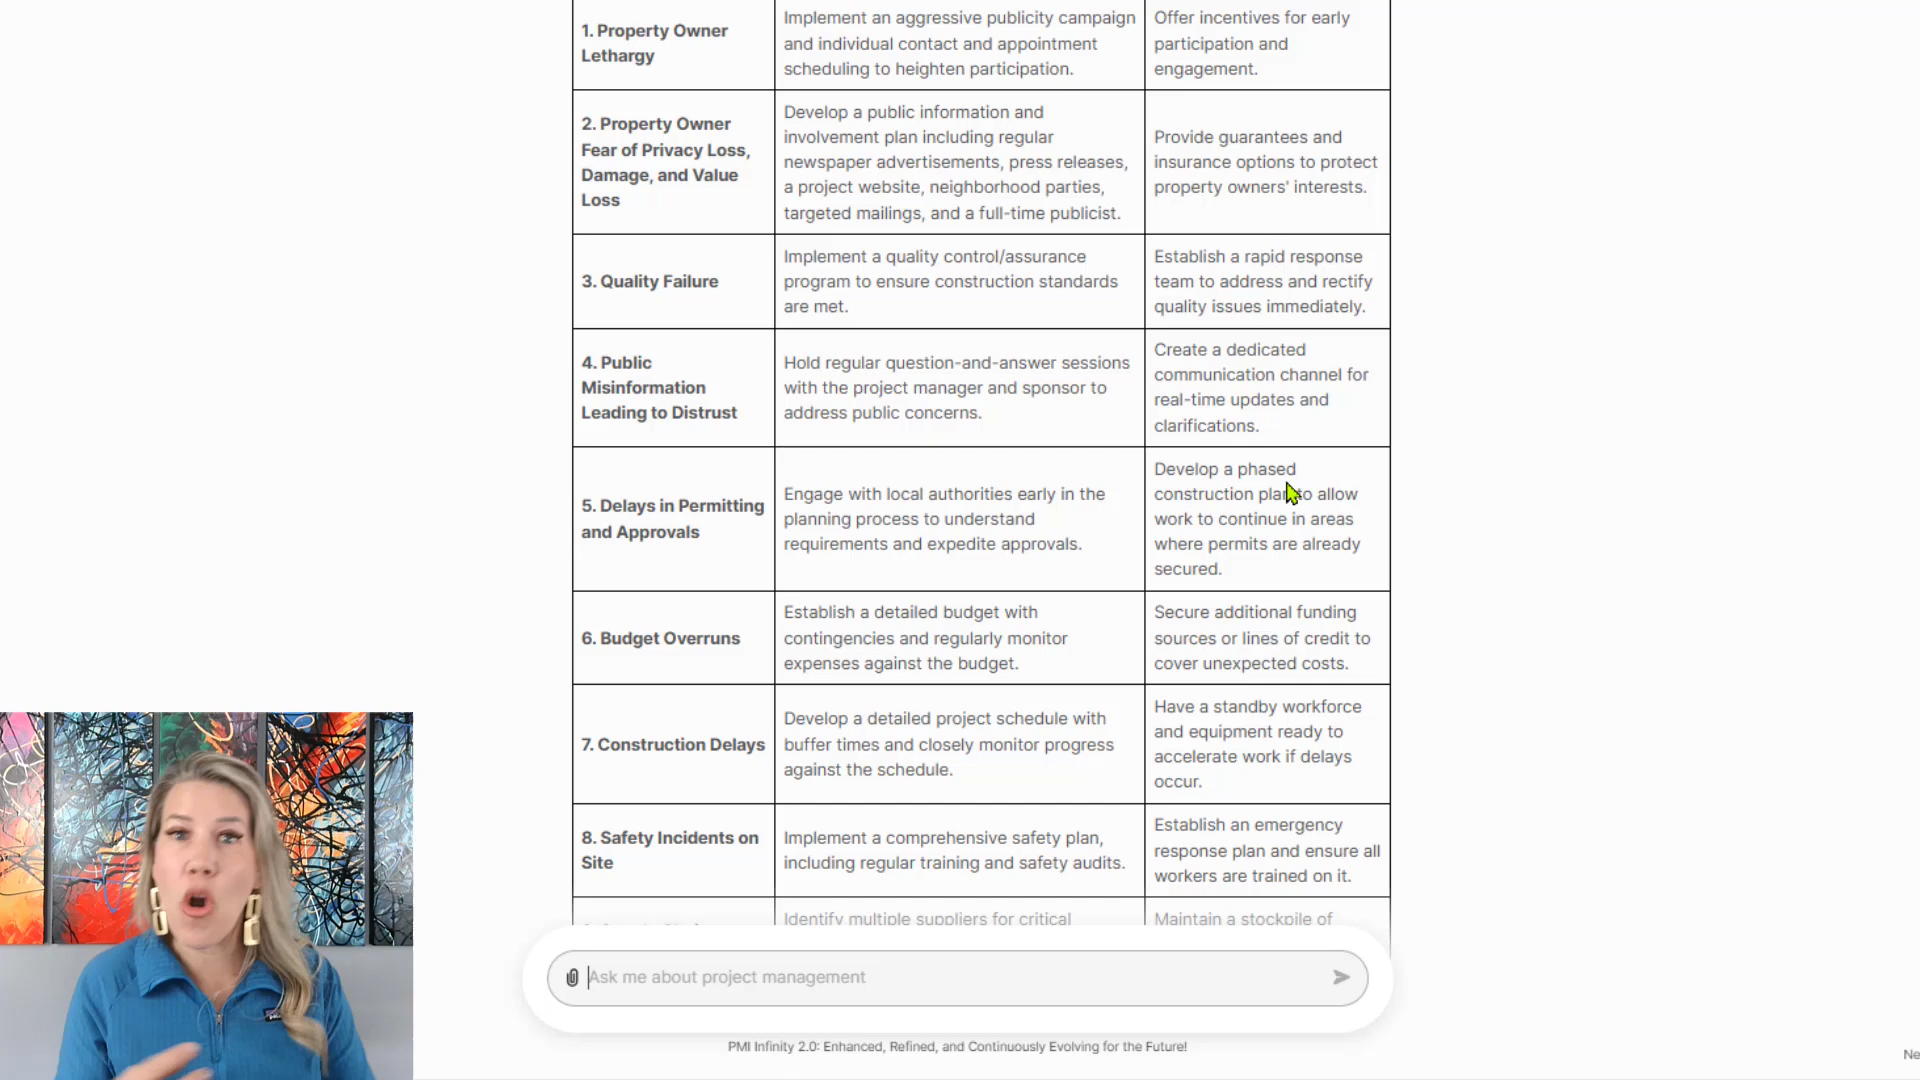 1. Property Owner
Lethargy
Implement an aggressive publicity campaign
and individual contact and appointment
scheduling to heighten participation.
Offer incentives for early
participation and
engagement.
2. Property Owner
Fear of Privacy Loss,
Damage, and Value
Loss
Develop a public information and
involvement plan including regular
newspaper advertisements, press releases,
a project website, neighborhood parties,
targeted mailings, and a full-time publicist.
Provide guarantees and
insurance options to protect
property owners' interests.
3. Quality Failure
Implement a quality control/assurance
program to ensure construction standards
are met.
Establish a rapid response
team to address and rectify
quality issues immediately.
4. Public
Misinformation
Leading to Distrust
Hold regular question-and-answer sessions
with the project manager and sponsor to
address public concerns.
Create a dedicated
communication channel for
real-time updates and
clarifications.
5. Delays in Permitting
and Approvals
Engage with local authorities early in the
planning process to understand
requirements and expedite approvals.
Develop a phased
construction plan to allow
work to continue in areas
where permits are already
secured.
6. Budget Overruns
Establish a detailed budget with
contingencies and regularly monitor
expenses against the budget.
Secure additional funding
sources or lines of credit to
cover unexpected costs.
7. Construction Delays
Develop a detailed project schedule with
buffer times and closely monitor progress
against the schedule.
Have a standby workforce
and equipment ready to
accelerate work if delays
occur.
8. Safety Incidents on
Site
Implement a comprehensive safety plan,
including regular training and safety audits.
Establish an emergency
response plan and ensure all
workers are trained on it.
Identify multiple suppliers for critical
Maintain a stockpile of
Ask me about project management
PMI Infinity 2.0: Enhanced, Refined, and Continuously Evolving for the Future!
Ne